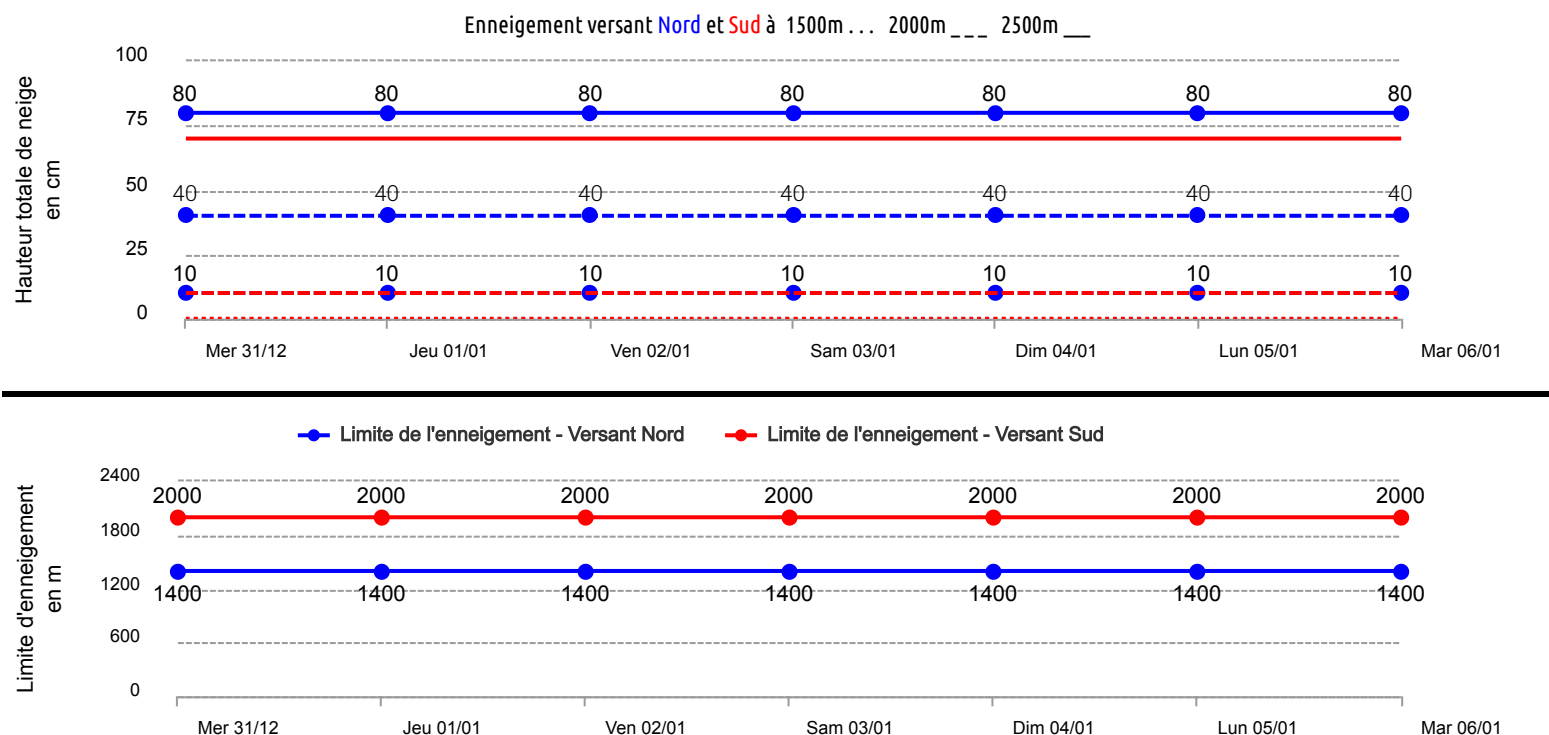 Enneigement versant Nord et Sud à 1500m . . . 2000m _ _ _ 2500m __
Hauteur totale de neige
en cm
100
80 80 80 80 80 80 80
75
50
40 40 40 40 40 40 40
25
10 10 10 10 10 10 10
0
Mer 31/12 Jeu 01/01 Ven 02/01 Sam 03/01 Dim 04/01 Lun 05/01 Mar 06/01
Limite de l'enneigement - Versant Nord Limite de l'enneigement - Versant Sud
Limite d'enneigement
en m
2400
2000 2000 2000 2000 2000 2000 2000
1800
1200
1400 1400 1400 1400 1400 1400 1400
600
0
Mer 31/12 Jeu 01/01 Ven 02/01 Sam 03/01 Dim 04/01 Lun 05/01 Mar 06/01